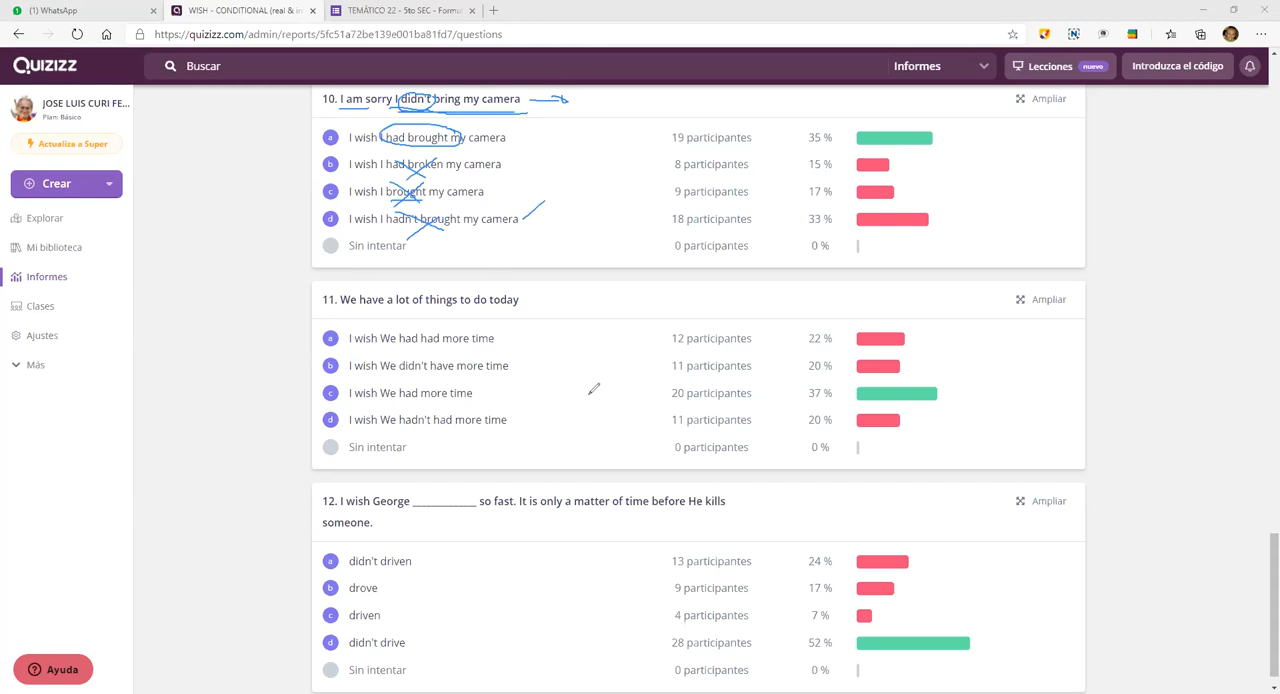 (1) WhatsApp
WISH - CONDITIONAL (real & i
TEMÁTICO 22 - 5to SEC - Formu
https://quizizz.com/admin/reports/5fc51a72be139e001ba81fd7/questions
Quizizz
Buscar
Informes
Lecciones nuevo
Introduzca el código
JOSE LUIS CURI FE...
Plan: Básico
Actualiza a Super
Crear
Explorar
Mi biblioteca
Informes
Clases
Ajustes
Más
Ayuda
10. I am sorry I didn't bring my camera
Ampliar
a I wish I had brought my camera 19 participantes 35 %
b I wish I had broken my camera 8 participantes 15 %
c I wish I brought my camera 9 participantes 17 %
d I wish I hadn't brought my camera 18 participantes 33 %
Sin intentar 0 participantes 0 %
11. We have a lot of things to do today
Ampliar
a I wish We had had more time 12 participantes 22 %
b I wish We didn't have more time 11 participantes 20 %
c I wish We had more time 20 participantes 37 %
d I wish We hadn't had more time 11 participantes 20 %
Sin intentar 0 participantes 0 %
12. I wish George _____________ so fast. It is only a matter of time before He kills
someone.
Ampliar
a didn't driven 13 participantes 24 %
b drove 9 participantes 17 %
c driven 4 participantes 7 %
d didn't drive 28 participantes 52 %
Sin intentar 0 participantes 0 %